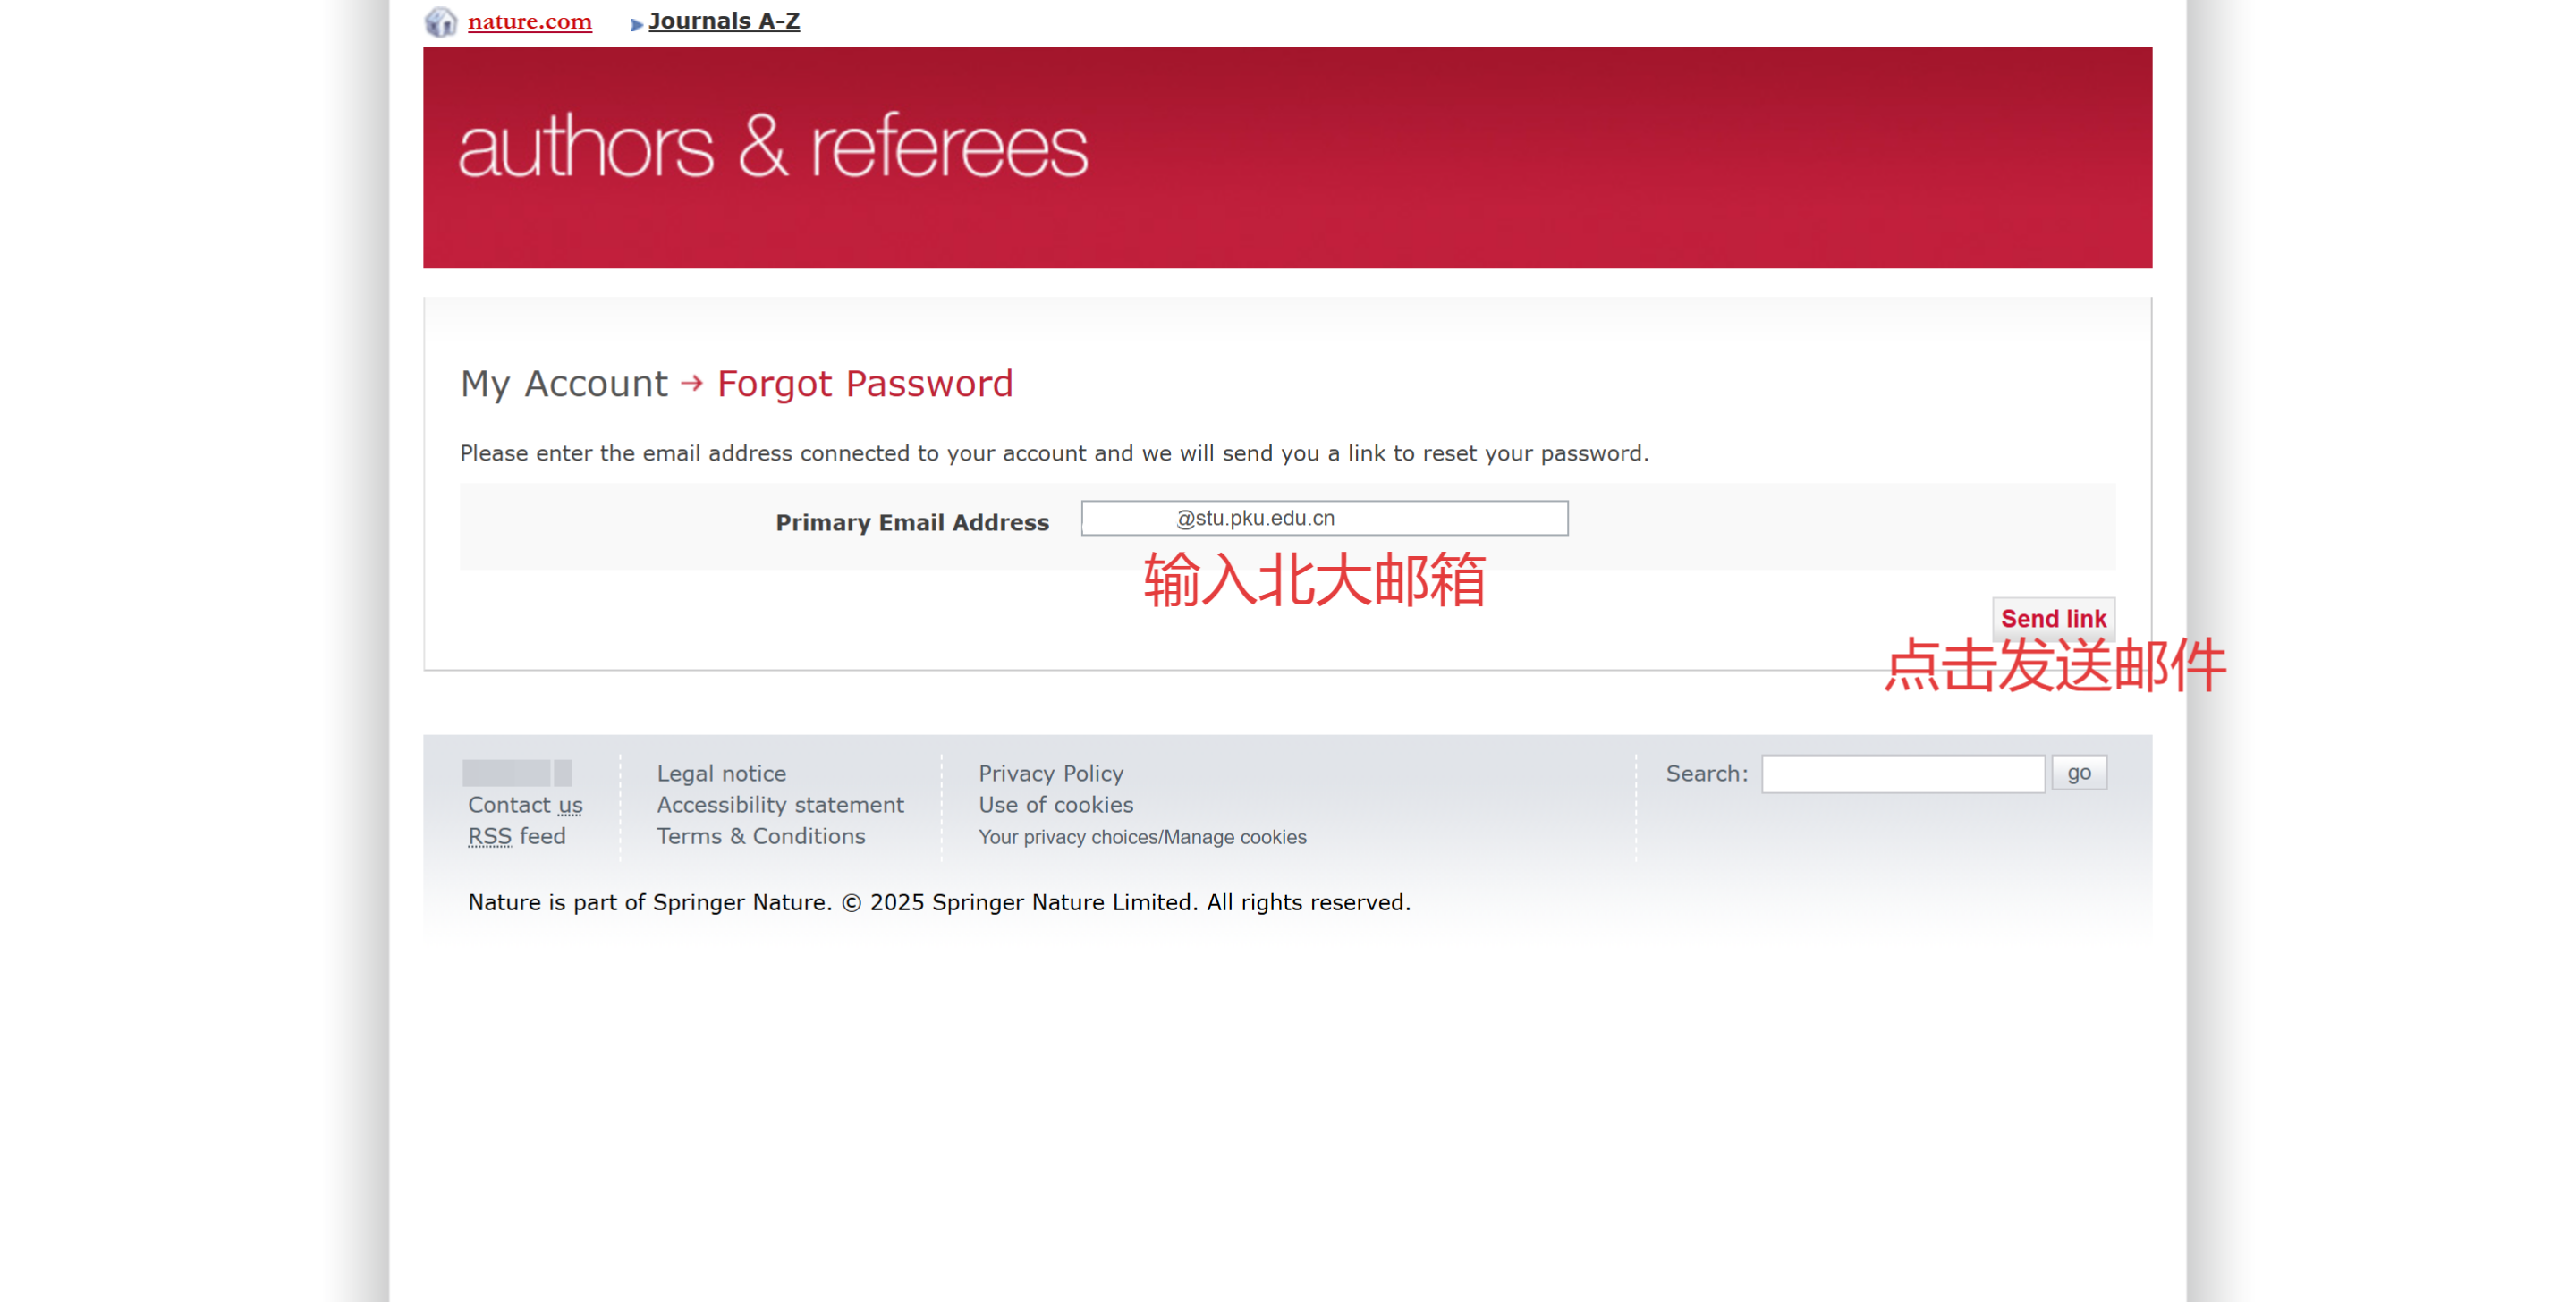 nature.com Journals A-Z
authors & referees
My Account → Forgot Password
Please enter the email address connected to your account and we will send you a link to reset your password.
Primary Email Address @stu.pku.edu.cn
输入北大邮箱
Send link
点击发送邮件
Legal notice Privacy Policy Search: go
Contact us Accessibility statement Use of cookies
RSS feed Terms & Conditions Your privacy choices/Manage cookies
Nature is part of Springer Nature. © 2025 Springer Nature Limited. All rights reserved.